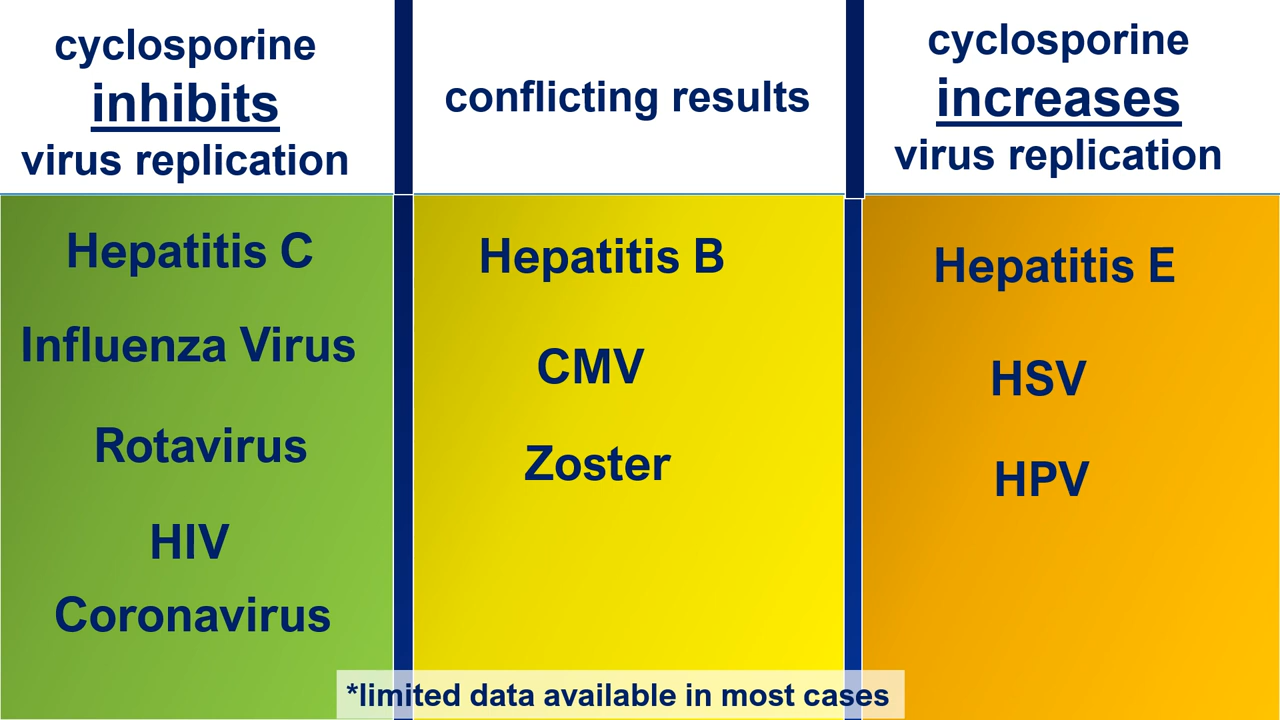 cyclosporine
inhibits
virus replication
Hepatitis C
Influenza Virus
Rotavirus
HIV
Coronavirus
conflicting results
Hepatitis B
CMV
Zoster
cyclosporine
increases
virus replication
Hepatitis E
HSV
HPV
*limited data available in most cases